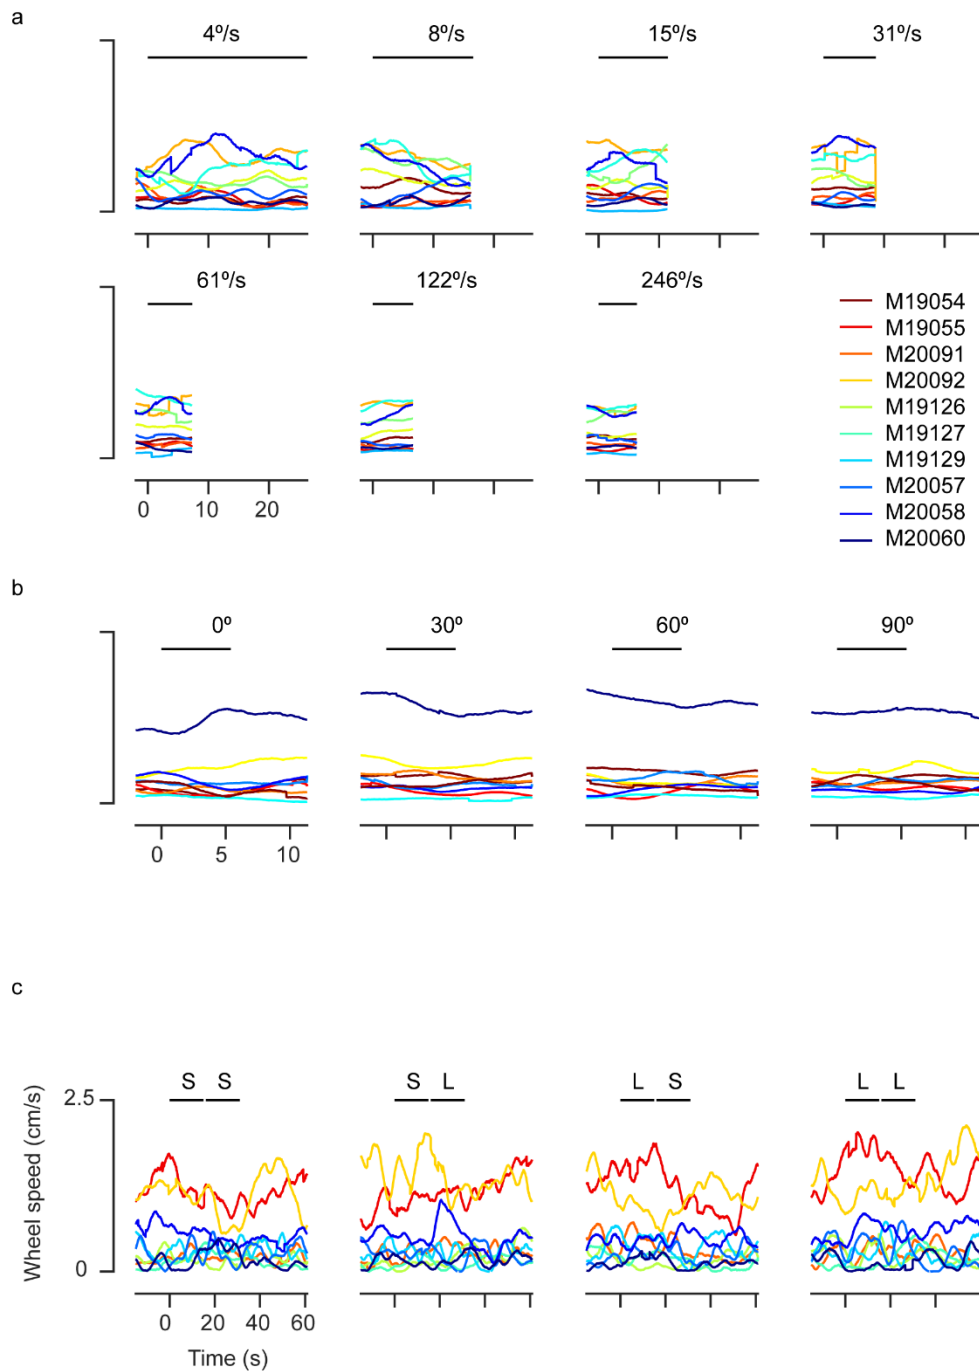 a
4º/s 8º/s 15º/s 31º/s
61º/s 122º/s 246º/s
0 10 20
M19054
M19055
M20091
M20092
M19126
M19127
M19129
M20057
M20058
M20060
b
0º 30º 60º 90º
0 5 10
c
S S S L L S L L
Wheel speed (cm/s)
2.5
0
0 20 40 60
Time (s)